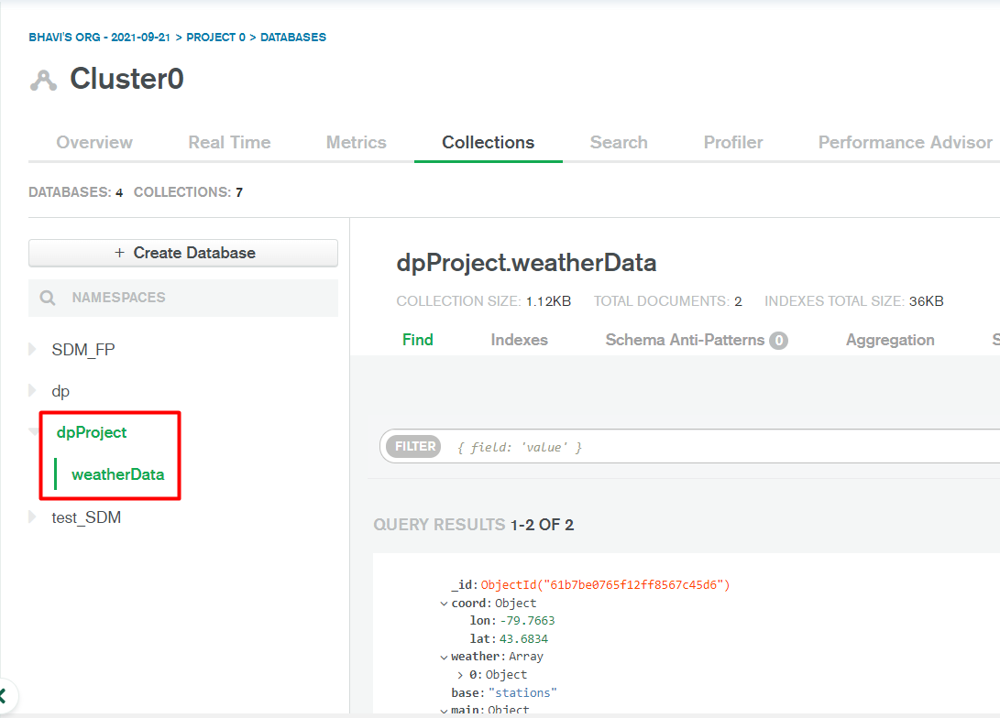 BHAVI'S ORG - 2021-09-21 > PROJECT 0 > DATABASES
Cluster0
Overview Real Time Metrics Collections Search Profiler Performance Advisor
DATABASES: 4 COLLECTIONS: 7
+ Create Database
NAMESPACES
SDM_FP
dp
dpProject
weatherData
test_SDM
dpProject.weatherData
COLLECTION SIZE: 1.12KB TOTAL DOCUMENTS: 2 INDEXES TOTAL SIZE: 36KB
Find Indexes Schema Anti-Patterns 0 Aggregation S
FILTER { field: 'value' }
QUERY RESULTS 1-2 OF 2
_id: ObjectId("61b7be0765f12ff8567c45d6")
coord: Object
lon: -79.7663
lat: 43.6834
weather: Array
0: Object
base: "stations"
main: Object